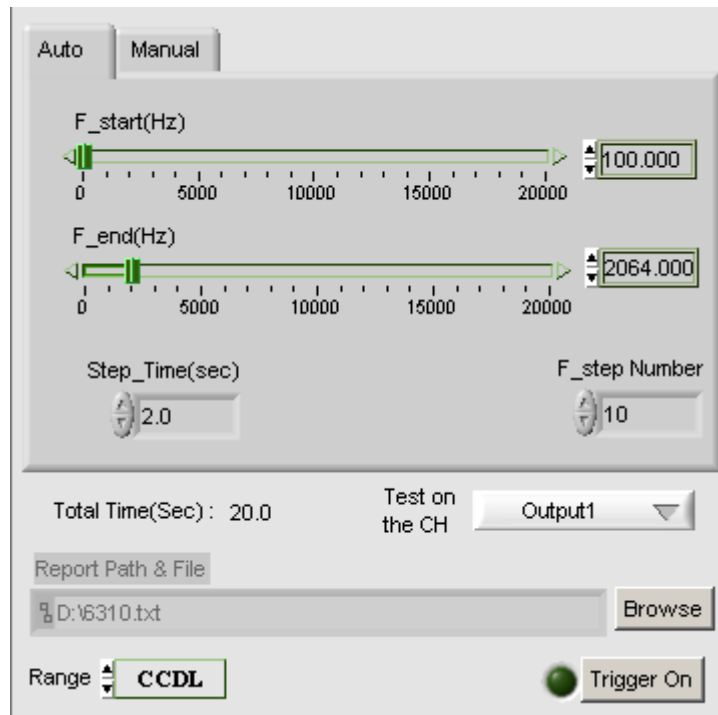 Auto Manual
F_start(Hz)
100.000
0 5000 10000 15000 20000
F_end(Hz)
2064.000
0 5000 10000 15000 20000
Step_Time(sec) F_step Number
2.0 10
Total Time(Sec) : 20.0
Test on
the CH
Output1
Report Path & File
D:\6310.txt
Browse
Range CCDL
Trigger On